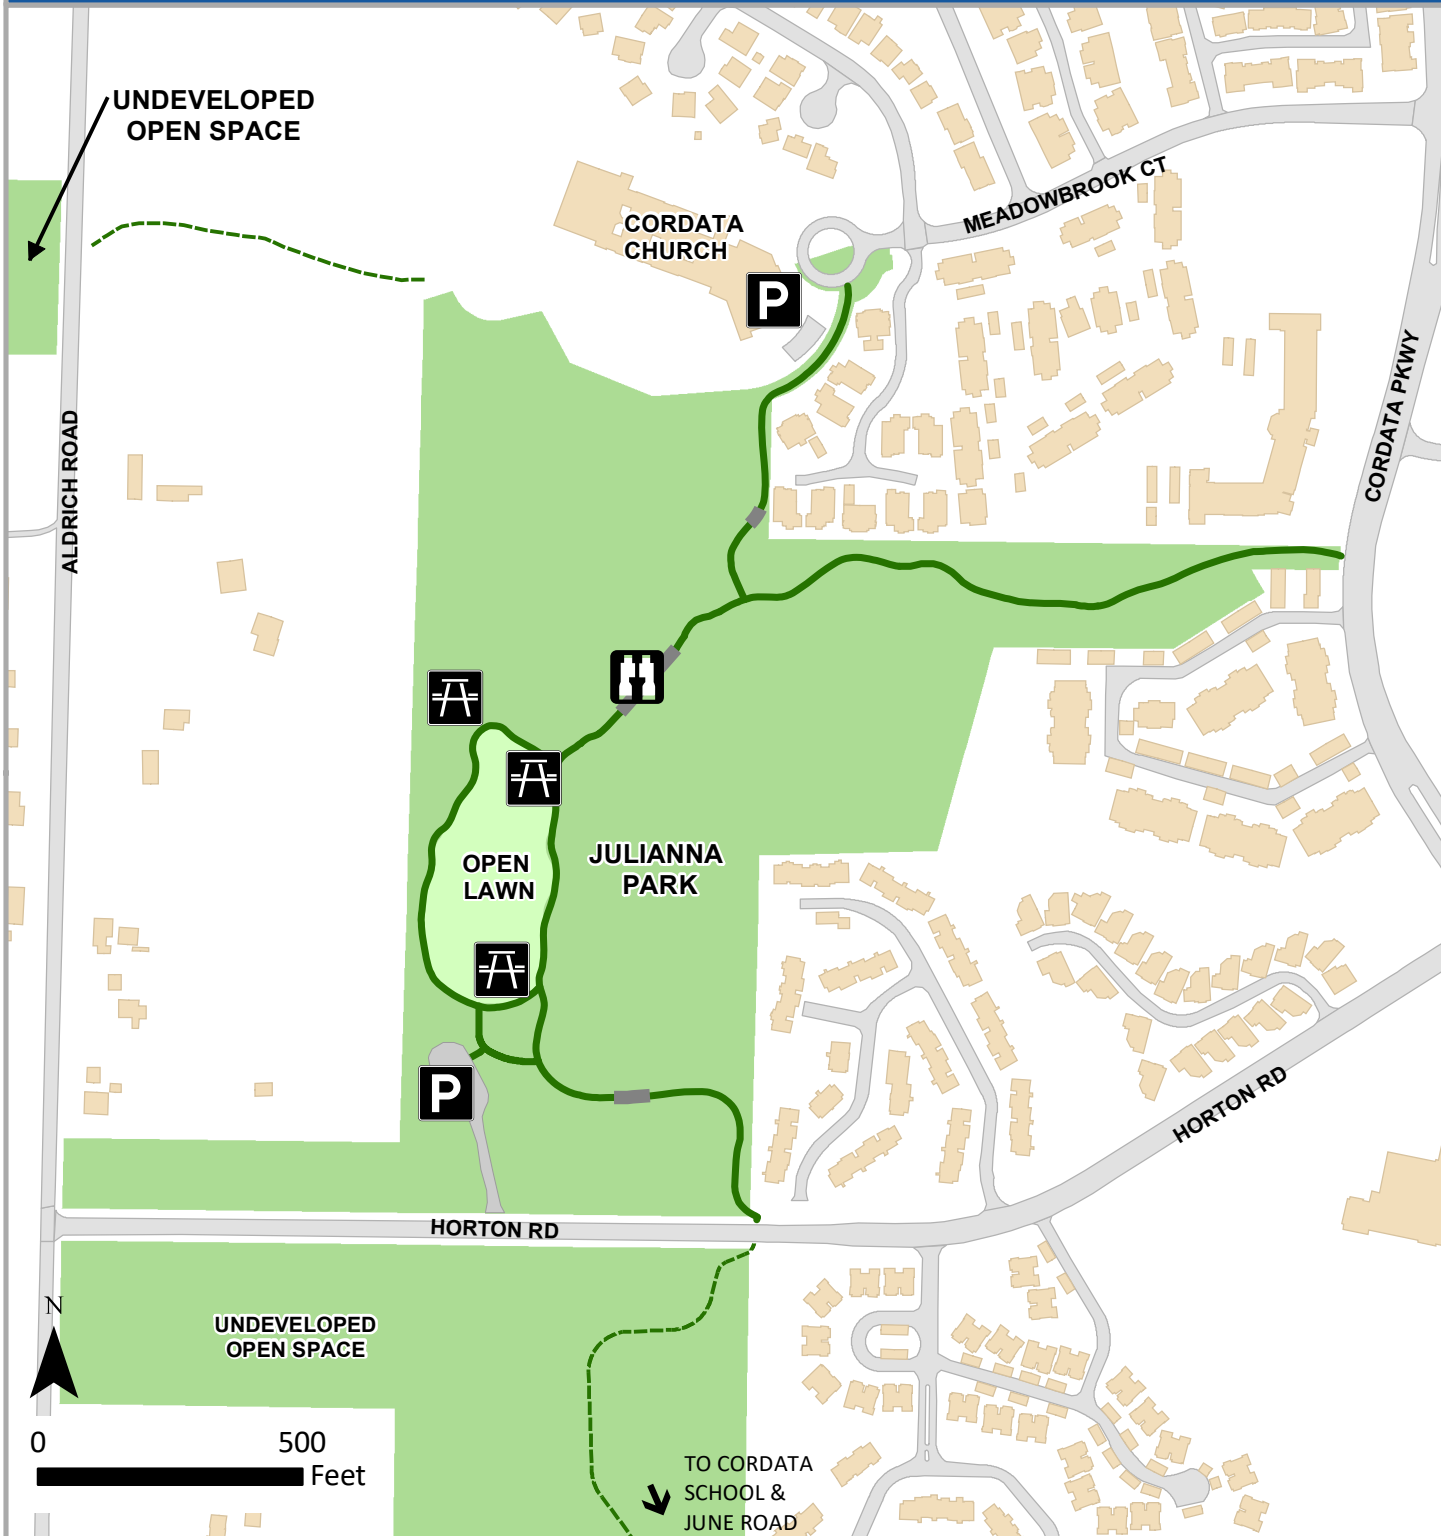 UNDEVELOPED
OPEN SPACE
MEADOWBROOK CT
CORDATA
CHURCH
P
CORDATA PKWY
ALDRICH ROAD
OPEN
LAWN
JULIANNA
PARK
P
HORTON RD
HORTON RD
N
UNDEVELOPED
OPEN SPACE
0 500
Feet
TO CORDATA
SCHOOL &
JUNE ROAD